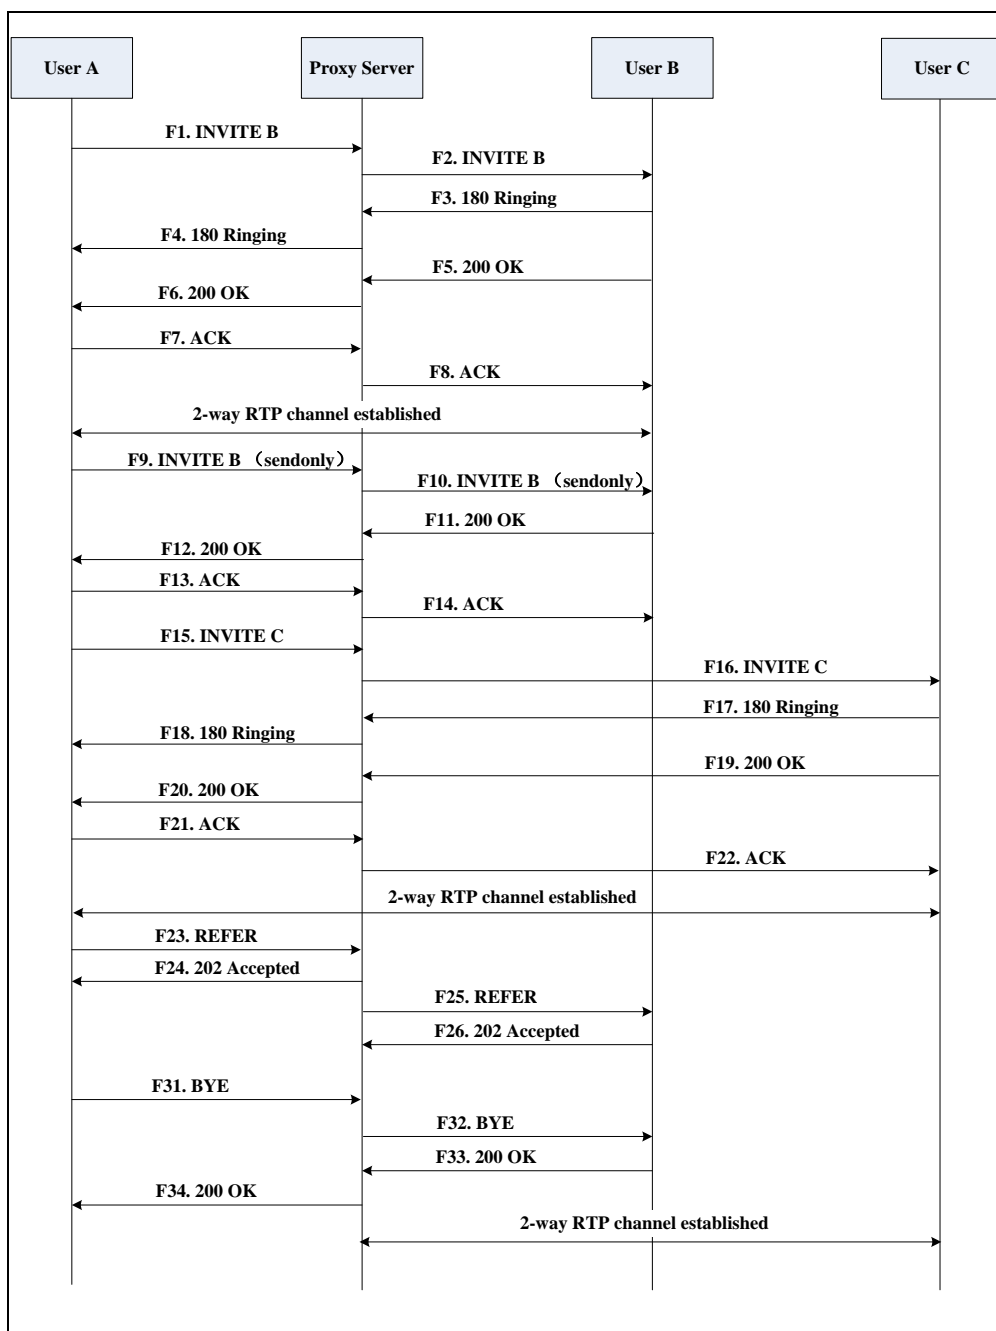 User A
Proxy Server
User B
User C
F1. INVITE B
F2. INVITE B
F3. 180 Ringing
F4. 180 Ringing
F5. 200 OK
F6. 200 OK
F7. ACK
F8. ACK
2-way RTP channel established
F9. INVITE B （sendonly）
F10. INVITE B （sendonly）
F11. 200 OK
F12. 200 OK
F13. ACK
F14. ACK
F15. INVITE C
F16. INVITE C
F17. 180 Ringing
F18. 180 Ringing
F19. 200 OK
F20. 200 OK
F21. ACK
F22. ACK
2-way RTP channel established
F23. REFER
F24. 202 Accepted
F25. REFER
F26. 202 Accepted
F31. BYE
F32. BYE
F33. 200 OK
F34. 200 OK
2-way RTP channel established